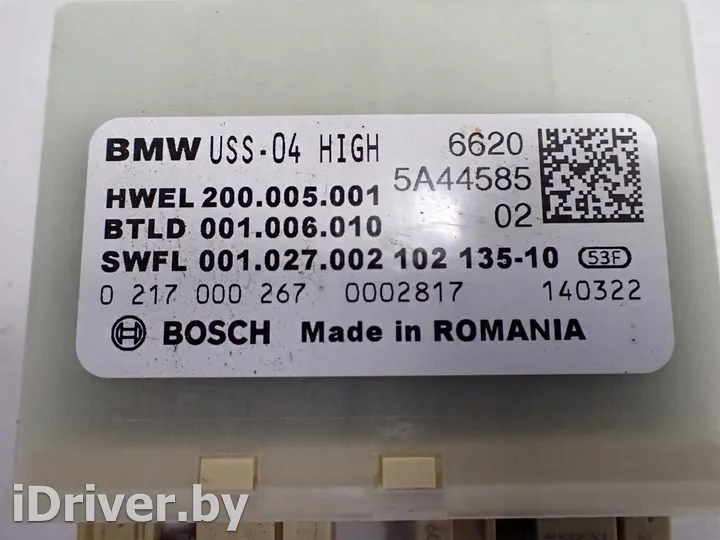 BMW USS-04 HIGH 6620
HWEL 200.005.001 5A44585
BTLD 001.006.010 02
SWFL 001.027.002 102 135-10 53F
0 217 000 267 0002817 140322
BOSCH Made in ROMANIA
iDriver.by